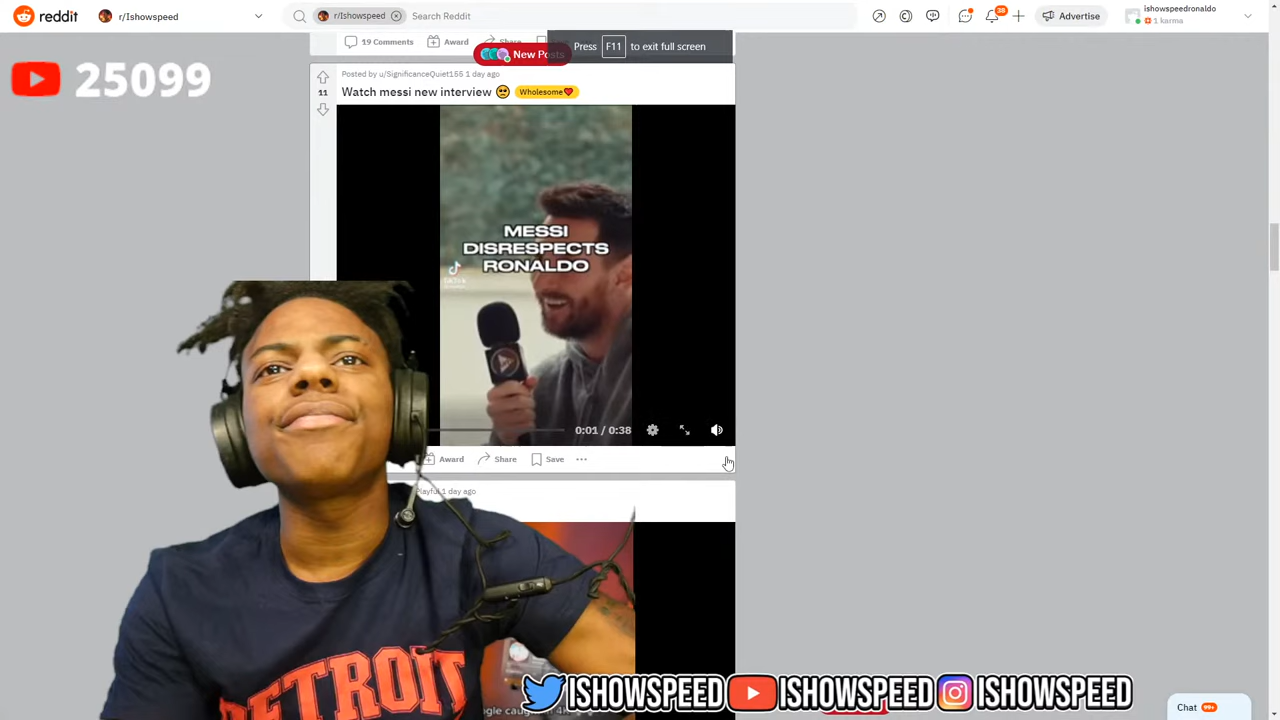 reddit
r/Ishowspeed
r/Ishowspeed
Search Reddit
38
Advertise
ishowspeedronaldo
1 karma
19 Comments
Award
Share
New Posts
Press F11 to exit full screen
25099
Posted by u/SignificanceQuiet155 1 day ago
11
Watch messi new interview
Wholesome
MESSI
DISRESPECTS
RONALDO
0:01 / 0:38
Award
Share
Save
1 day ago
DETROIT
ISHOWSPEED
ISHOWSPEED
ISHOWSPEED
Chat
99+